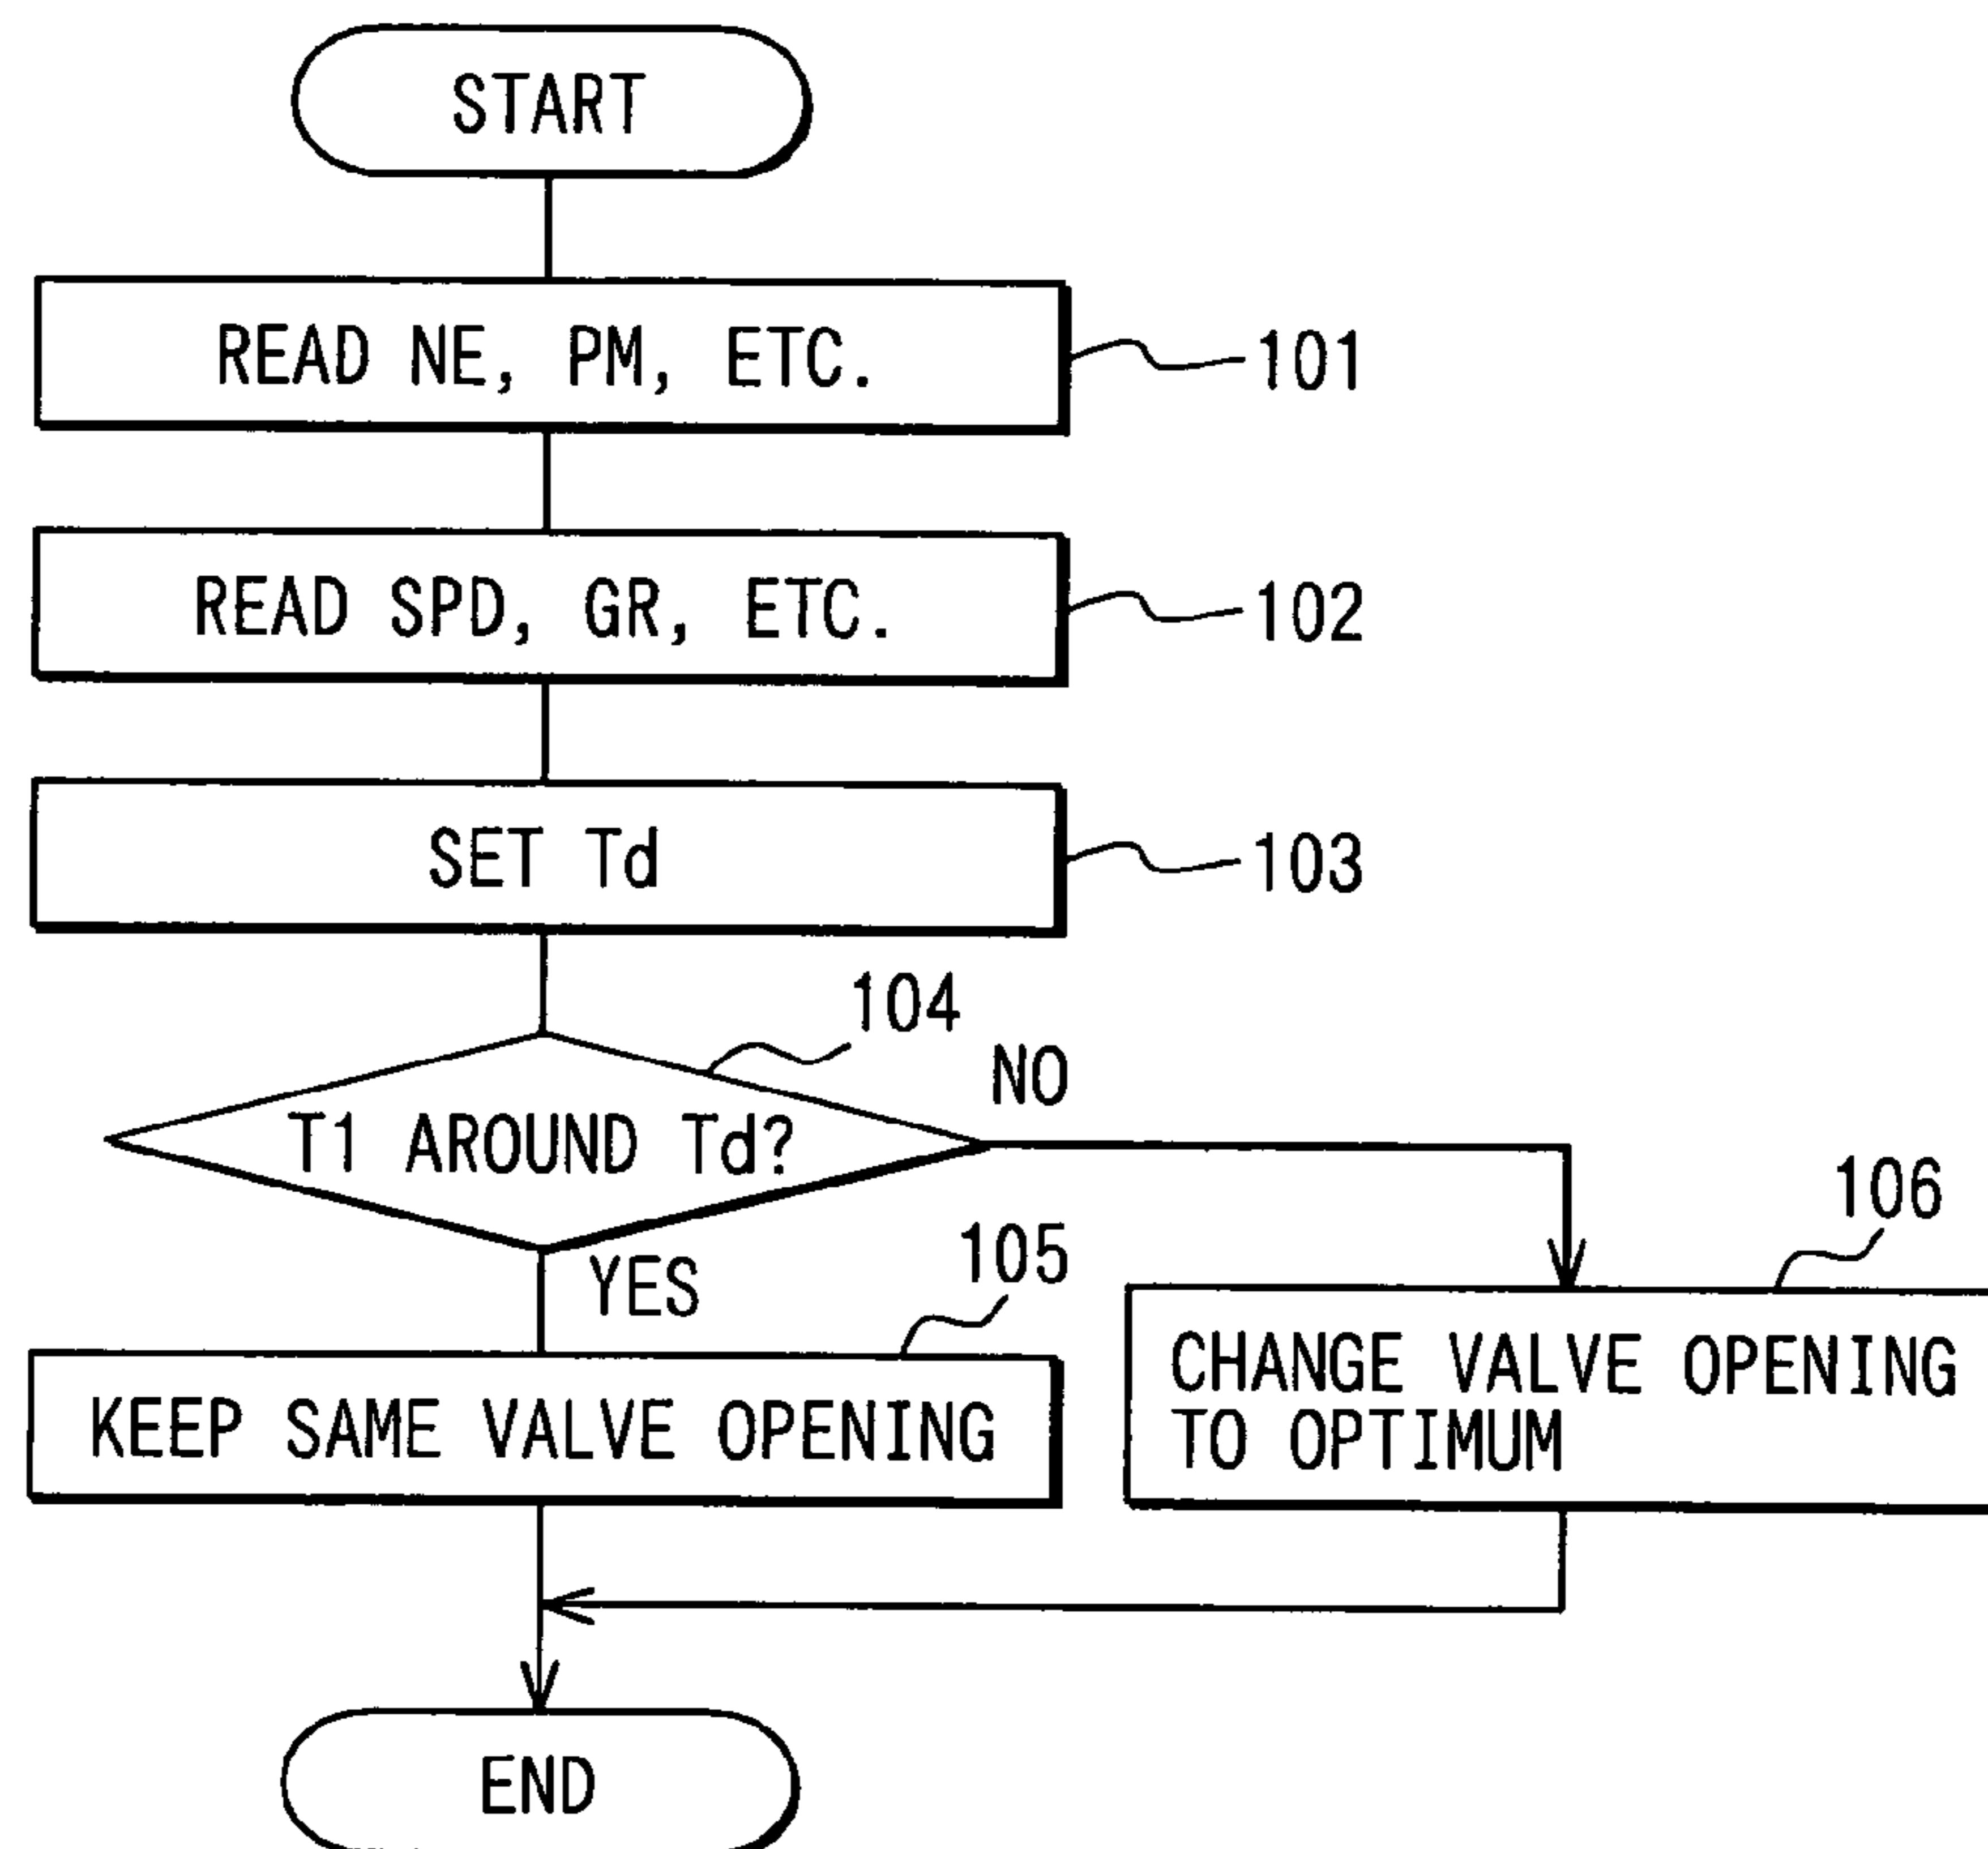 START
READ NE, PM, ETC.
101
READ SPD, GR, ETC.
102
SET Td
103
104
T1 AROUND Td?
NO
YES
105
KEEP SAME VALVE OPENING
106
CHANGE VALVE OPENING
TO OPTIMUM
END